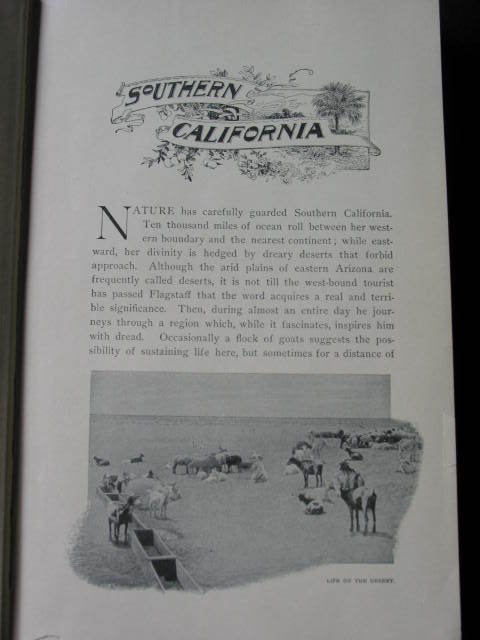 SOUTHERN
CALIFORNIA
NATURE has carefully guarded Southern California.
Ten thousand miles of ocean roll between her west-
ern boundary and the nearest continent; while east-
ward, her divinity is hedged by dreary deserts that forbid
approach. Although the arid plains of eastern Arizona are
frequently called deserts, it is not till the west-bound tourist
has passed Flagstaff that the word acquires a real and terri-
ble significance. Then, during almost an entire day he jour-
neys through a region which, while it fascinates, inspires him
with dread. Occasionally a flock of goats suggests the pos-
sibility of sustaining life here, but sometimes for a distance of
LIFE ON THE DESERT.